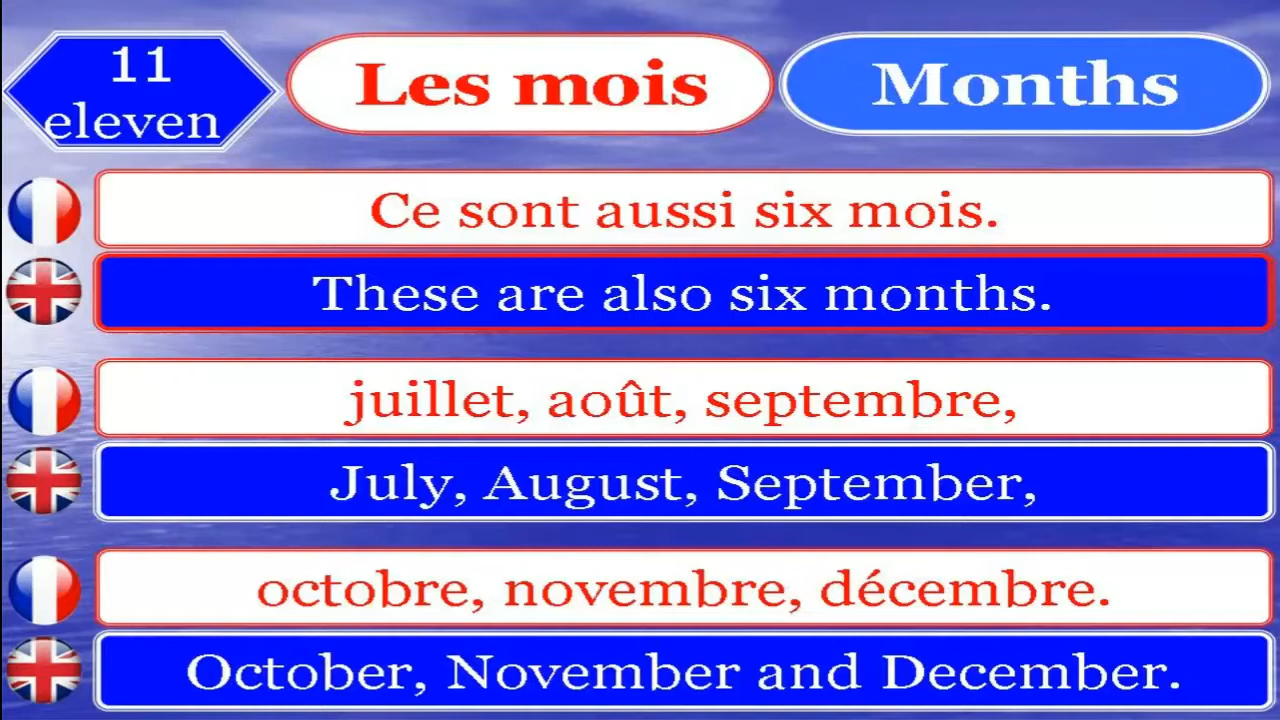 11
eleven
Les mois
Months
Ce sont aussi six mois.
These are also six months.
juillet, août, septembre,
July, August, September,
octobre, novembre, décembre.
October, November and December.